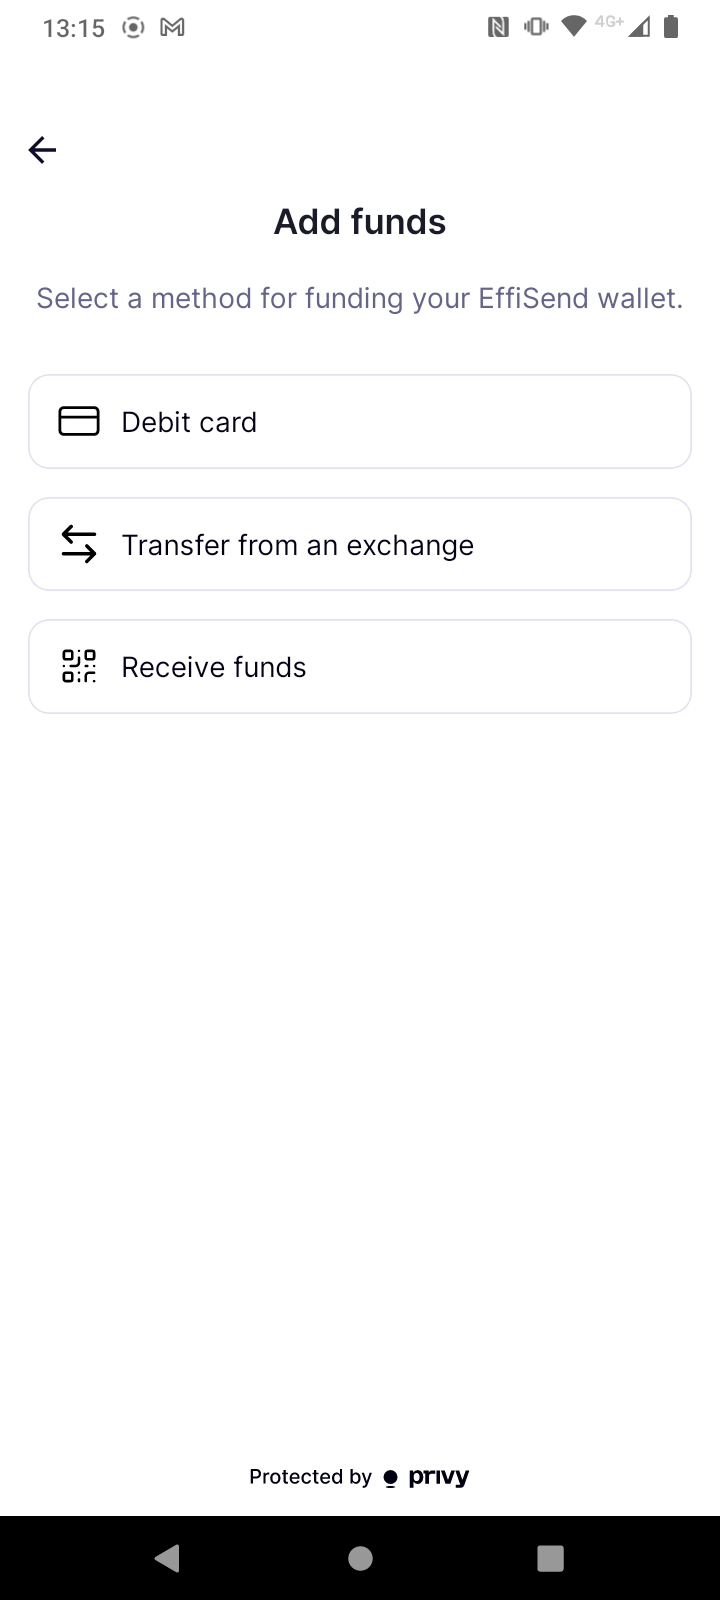 13:15
4G+
Add funds
Select a method for funding your EffiSend wallet.
Debit card
Transfer from an exchange
Receive funds
Protected by privy